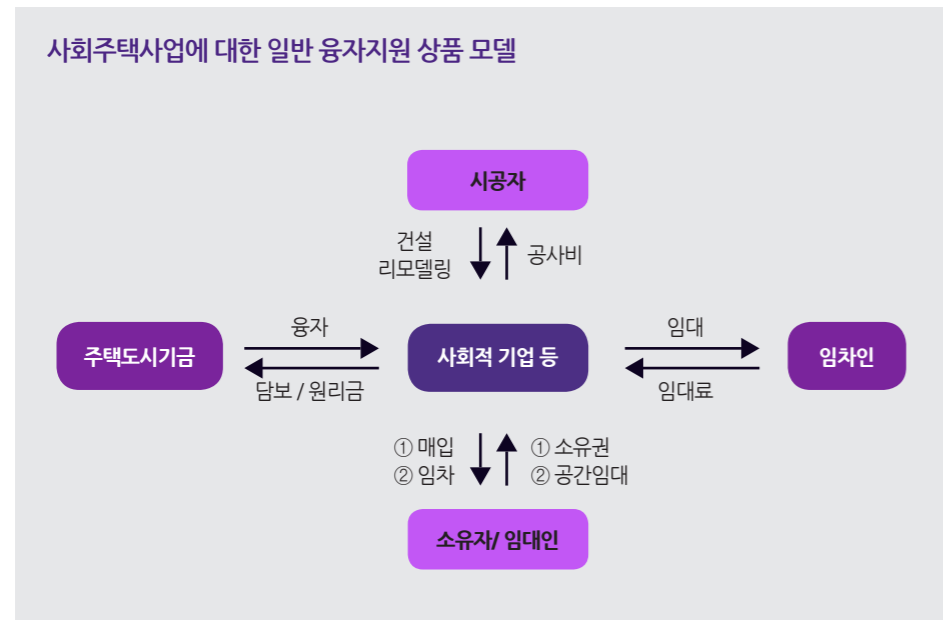 사회주택사업에 대한 일반 융자지원 상품 모델
시공자
건설
리모델링
공사비
주택도시기금
융자
담보 / 원리금
사회적 기업 등
임대
임대료
임차인
① 매입
② 임차
① 소유권
② 공간임대
소유자/ 임대인